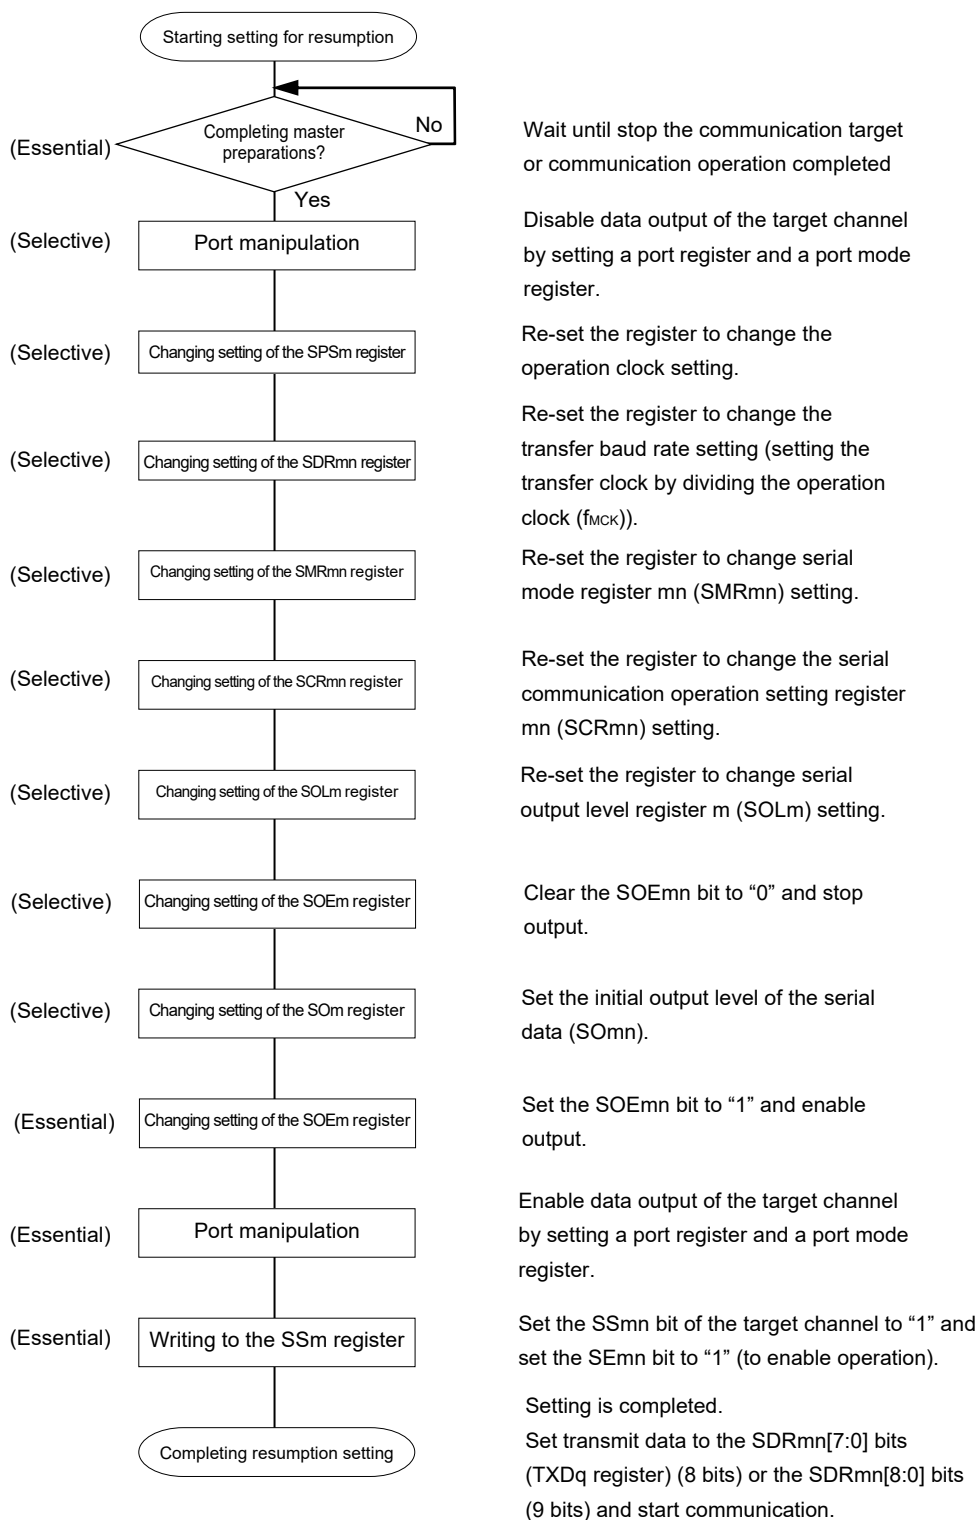 Starting setting for resumption
(Essential)
Completing master
preparations?
No
Yes
Wait until stop the communication target
or communication operation completed
(Selective)
Port manipulation
Disable data output of the target channel
by setting a port register and a port mode
register.
(Selective)
Changing setting of the SPSm register
Re-set the register to change the
operation clock setting.
(Selective)
Changing setting of the SDRmn register
Re-set the register to change the
transfer baud rate setting (setting the
transfer clock by dividing the operation
clock (fMCK)).
(Selective)
Changing setting of the SMRmn register
Re-set the register to change serial
mode register mn (SMRmn) setting.
(Selective)
Changing setting of the SCRmn register
Re-set the register to change the serial
communication operation setting register
mn (SCRmn) setting.
(Selective)
Changing setting of the SOLm register
Re-set the register to change serial
output level register m (SOLm) setting.
(Selective)
Changing setting of the SOEm register
Clear the SOEmn bit to “0” and stop
output.
(Selective)
Changing setting of the SOm register
Set the initial output level of the serial
data (SOmn).
(Essential)
Changing setting of the SOEm register
Set the SOEmn bit to “1” and enable
output.
(Essential)
Port manipulation
Enable data output of the target channel
by setting a port register and a port mode
register.
(Essential)
Writing to the SSm register
Set the SSmn bit of the target channel to “1” and
set the SEmn bit to “1” (to enable operation).
Completing resumption setting
Setting is completed.
Set transmit data to the SDRmn[7:0] bits
(TXDq register) (8 bits) or the SDRmn[8:0] bits
(9 bits) and start communication.